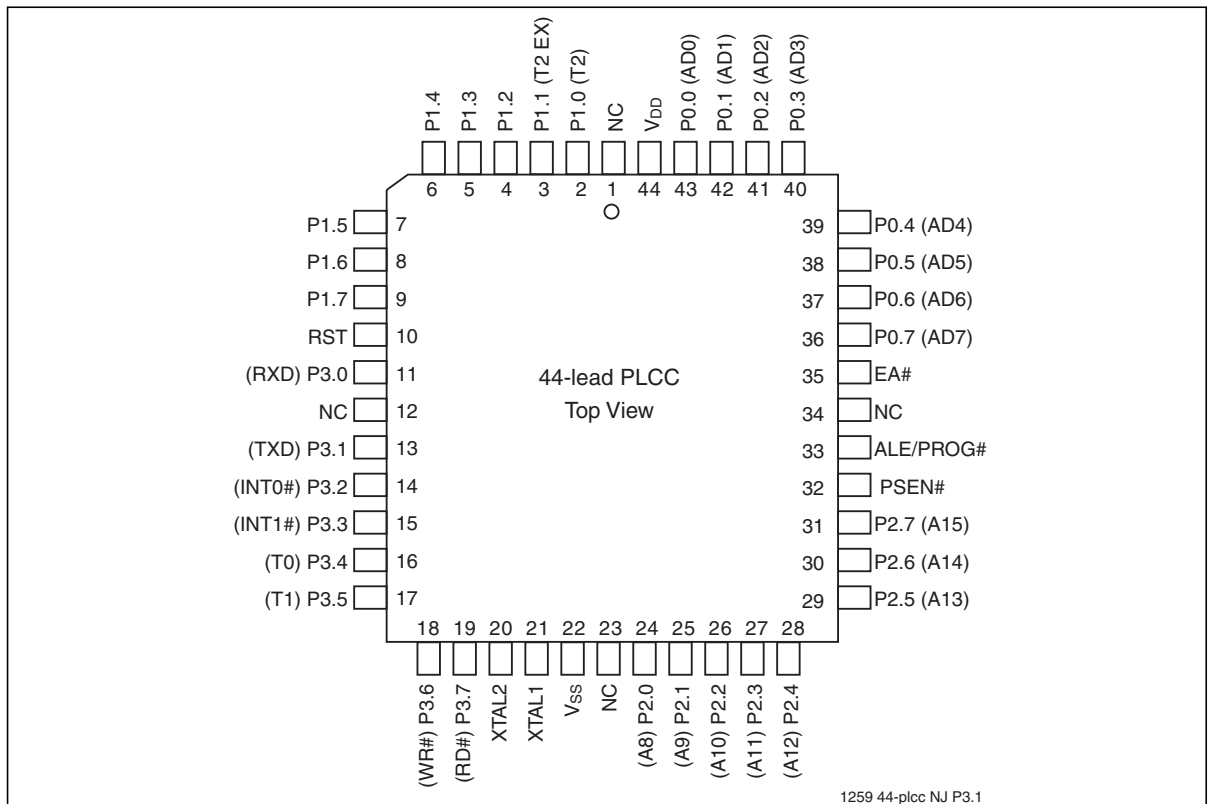 P1.4
P1.3
P1.2
P1.1 (T2 EX)
P1.0 (T2)
NC
VDD
P0.0 (AD0)
P0.1 (AD1)
P0.2 (AD2)
P0.3 (AD3)
6 5 4 3 2 1 44 43 42 41 40
P1.5 7
P1.6 8
P1.7 9
RST 10
(RXD) P3.0 11
NC 12
(TXD) P3.1 13
(INT0#) P3.2 14
(INT1#) P3.3 15
(T0) P3.4 16
(T1) P3.5 17
44-lead PLCC
Top View
39 P0.4 (AD4)
38 P0.5 (AD5)
37 P0.6 (AD6)
36 P0.7 (AD7)
35 EA#
34 NC
33 ALE/PROG#
32 PSEN#
31 P2.7 (A15)
30 P2.6 (A14)
29 P2.5 (A13)
18 19 20 21 22 23 24 25 26 27 28
(WR#) P3.6
(RD#) P3.7
XTAL2
XTAL1
VSS
NC
(A8) P2.0
(A9) P2.1
(A10) P2.2
(A11) P2.3
(A12) P2.4
1259 44-plcc NJ P3.1